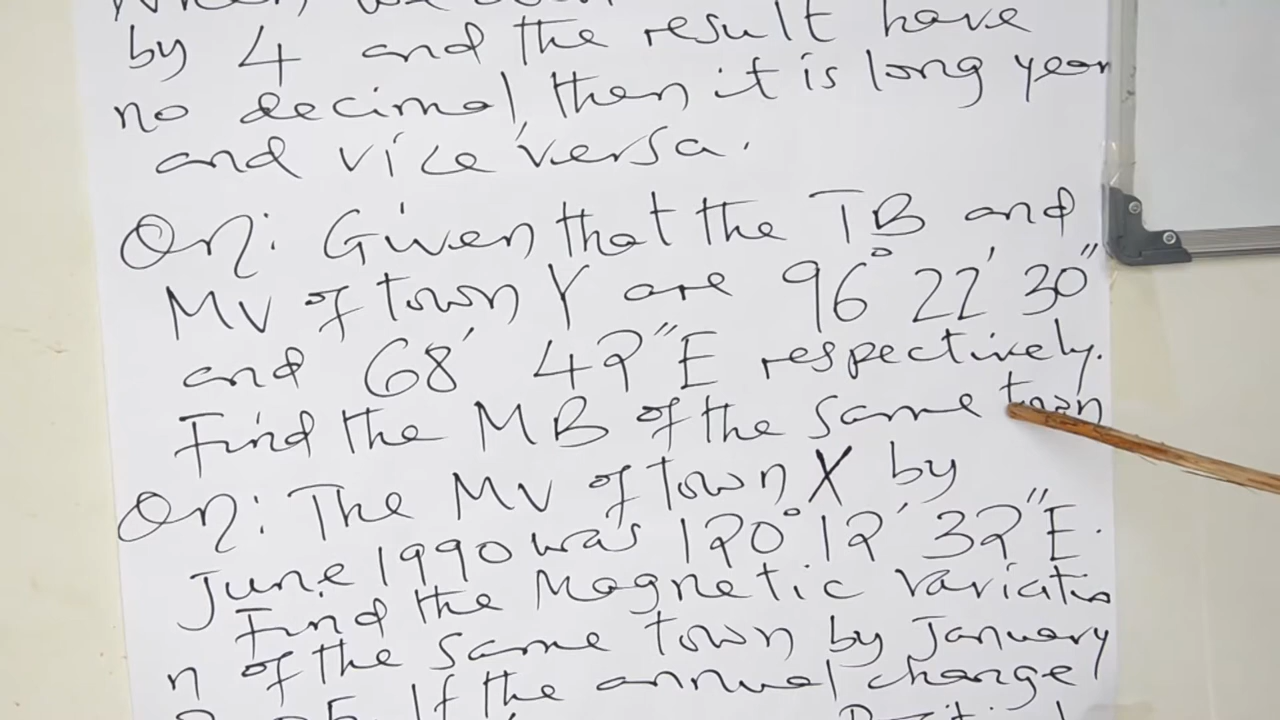 by 4 and the result have
no decimal, then it is long year
and vice versa.
Qn: Given that the TB and
MV of town Y are 96° 22' 30"
and 68' 42" E respectively.
Find the MB of the same town
Qn: The MV of town X by
June 1990 was 120° 12' 32" E.
Find the Magnetic variatio
n of the same town by January
If the annual change